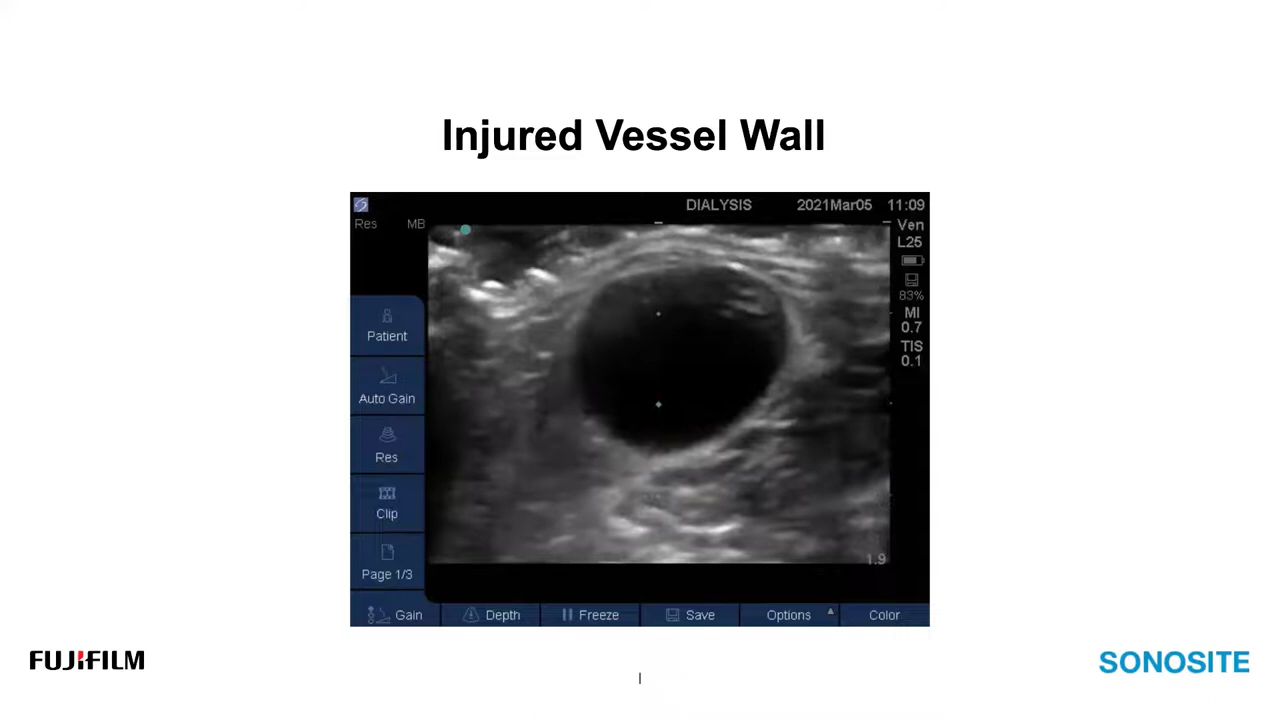 Injured Vessel Wall
DIALYSIS 2021Mar05 11:09
Res MB
Ven
L25
83%
MI
0.7
TIS
0.1
Patient
Auto Gain
Res
Clip
Page 1/3
1.9
Gain Depth Freeze Save Options Color
FUJIFILM
SONOSITE